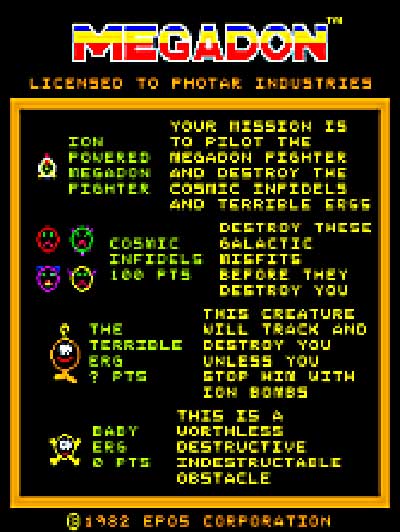 MEGADON™
LICENSED TO PHOTAR INDUSTRIES
ION
POWERED
MEGADON
FIGHTER
YOUR MISSION IS
TO PILOT THE
MEGADON FIGHTER
AND DESTROY THE
COSMIC INFIDELS
AND TERRIBLE ERGS
COSMIC
INFIDELS
100 PTS
DESTROY THESE
GALACTIC
MISFITS
BEFORE THEY
DESTROY YOU
THE
TERRIBLE
ERG
? PTS
THIS CREATURE
WILL TRACK AND
DESTROY YOU
UNLESS YOU
STOP HIM WITH
ION BOMBS
BABY
ERG
0 PTS
THIS IS A
WORTHLESS
DESTRUCTIVE
INDESTRUCTABLE
OBSTACLE
©1982 EPOS CORPORATION